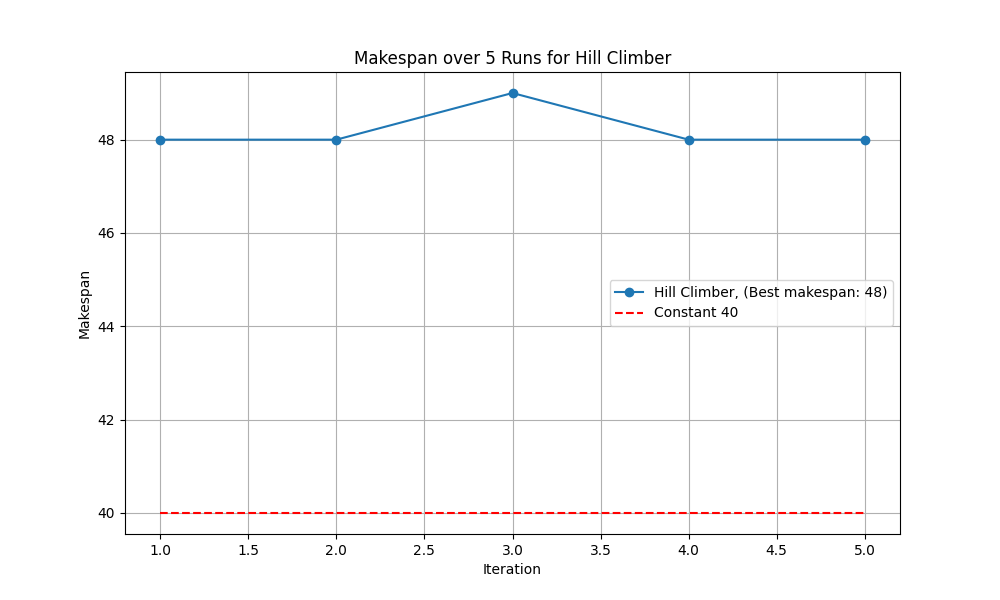 Makespan over 5 Runs for Hill Climber
Makespan
48
46
44
42
40
Hill Climber, (Best makespan: 48)
Constant 40
1.0 1.5 2.0 2.5 3.0 3.5 4.0 4.5 5.0
Iteration